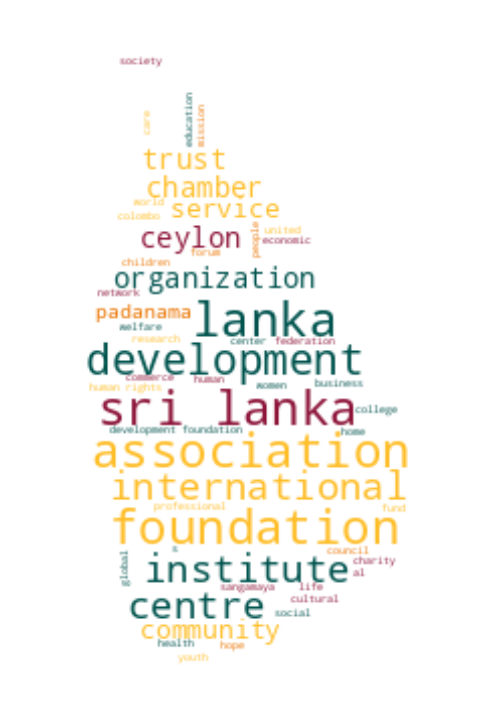 society
care
education
mission
trust
chamber
world
service
colombo
ceylon
people
united
economic
forum
children
organization
network
padanama
lanka
welfare
research
center federation
development
commerce
human
human rights
women
business
sri lanka
college
development foundation
home
association
international
professional
fund
foundation
s
council
global
institute
charity
al
sangamaya
life
centre
cultural
social
community
health
hope
youth